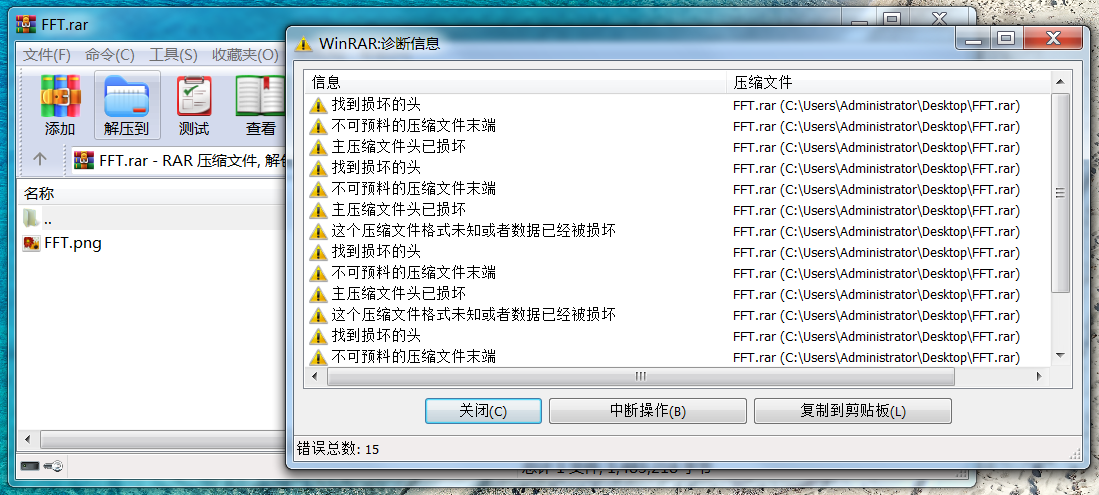 FFT.rar
文件(F) 命令(C) 工具(S) 收藏夹(O)
添加 解压到 测试 查看
FFT.rar - RAR 压缩文件, 解
名称
..
FFT.png
WinRAR:诊断信息
信息 压缩文件
找到损坏的头 FFT.rar (C:\Users\Administrator\Desktop\FFT.rar)
不可预料的压缩文件末端 FFT.rar (C:\Users\Administrator\Desktop\FFT.rar)
主压缩文件头已损坏 FFT.rar (C:\Users\Administrator\Desktop\FFT.rar)
找到损坏的头 FFT.rar (C:\Users\Administrator\Desktop\FFT.rar)
不可预料的压缩文件末端 FFT.rar (C:\Users\Administrator\Desktop\FFT.rar)
主压缩文件头已损坏 FFT.rar (C:\Users\Administrator\Desktop\FFT.rar)
这个压缩文件格式未知或者数据已经被损坏 FFT.rar (C:\Users\Administrator\Desktop\FFT.rar)
找到损坏的头 FFT.rar (C:\Users\Administrator\Desktop\FFT.rar)
不可预料的压缩文件末端 FFT.rar (C:\Users\Administrator\Desktop\FFT.rar)
主压缩文件头已损坏 FFT.rar (C:\Users\Administrator\Desktop\FFT.rar)
这个压缩文件格式未知或者数据已经被损坏 FFT.rar (C:\Users\Administrator\Desktop\FFT.rar)
找到损坏的头 FFT.rar (C:\Users\Administrator\Desktop\FFT.rar)
不可预料的压缩文件末端 FFT.rar (C:\Users\Administrator\Desktop\FFT.rar)
关闭(C) 中断操作(B) 复制到剪贴板(L)
错误总数: 15